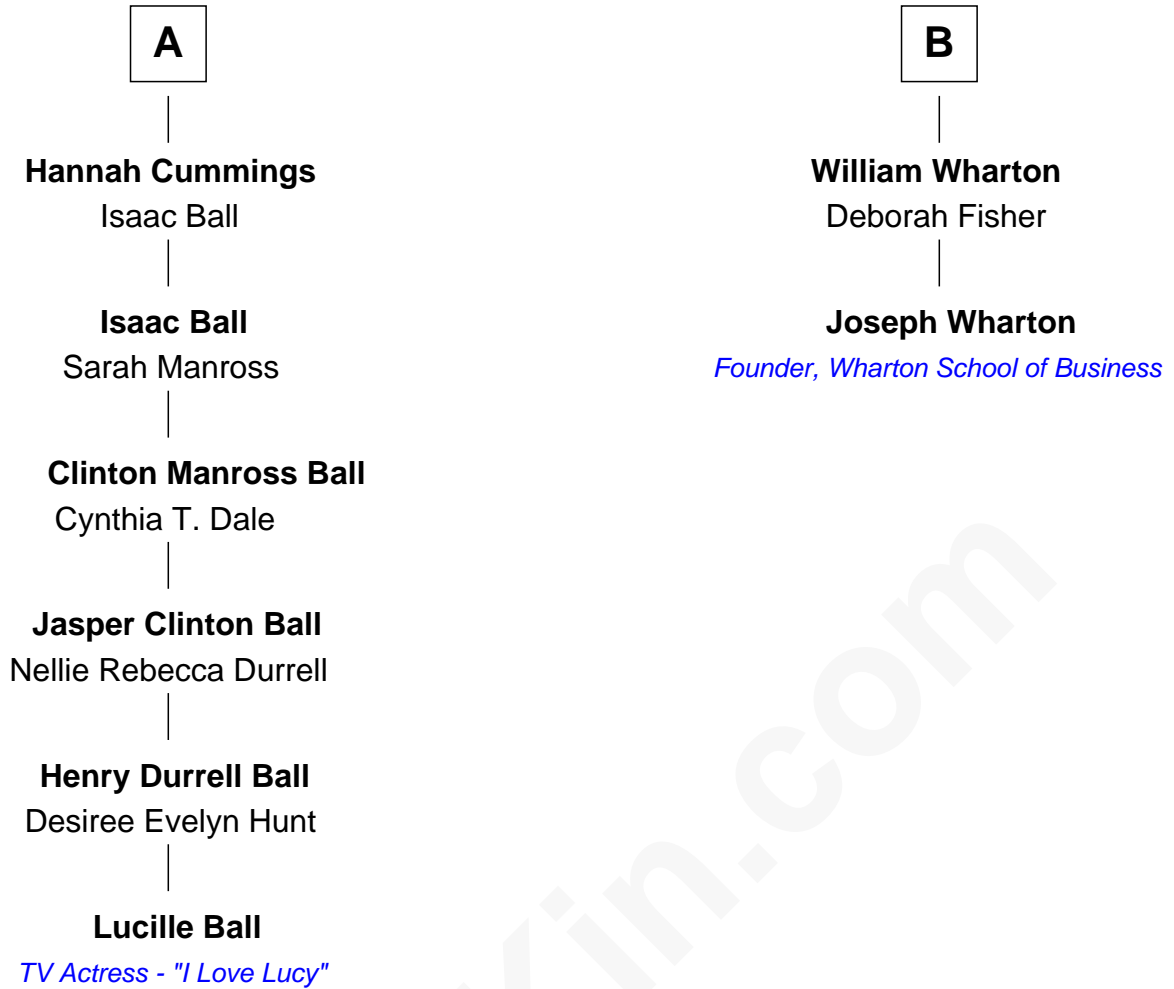 A
Hannah Cummings
Isaac Ball
Isaac Ball
Sarah Manross
Clinton Manross Ball
Cynthia T. Dale
Jasper Clinton Ball
Nellie Rebecca Durrell
Henry Durrell Ball
Desiree Evelyn Hunt
Lucille Ball
TV Actress - "I Love Lucy"
B
William Wharton
Deborah Fisher
Joseph Wharton
Founder, Wharton School of Business
Kin.com